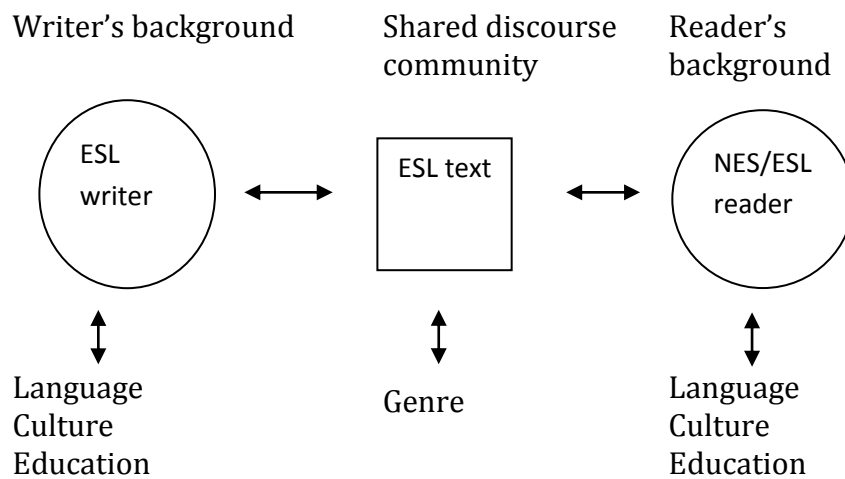 Writer’s background
Shared discourse
community
Reader’s
background
ESL
writer
ESL text
NES/ESL
reader
Language
Culture
Education
Genre
Language
Culture
Education